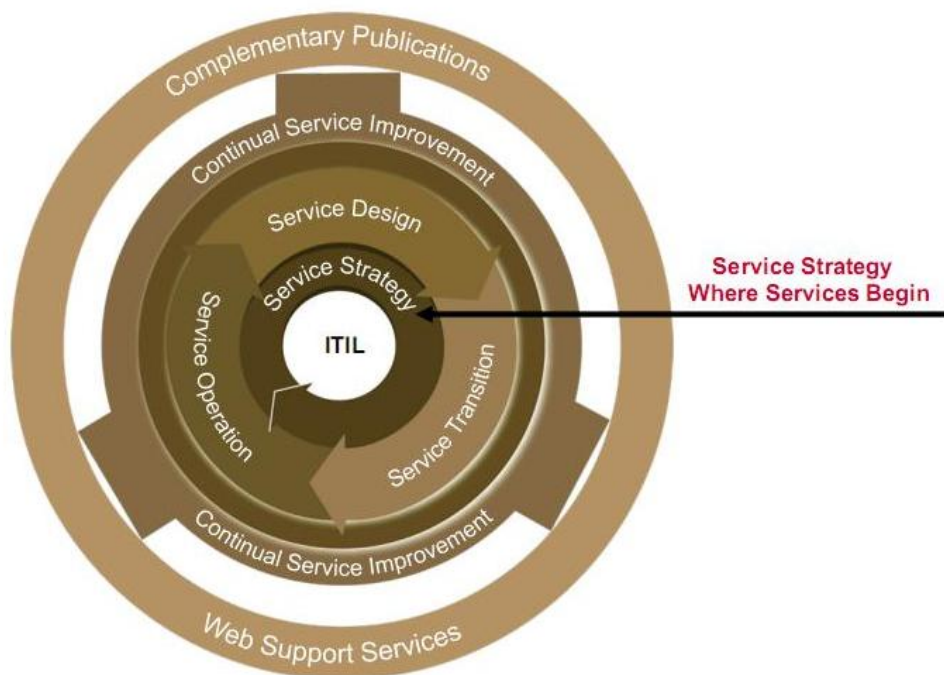 Complementary Publications
Continual Service Improvement
Service Design
Service Strategy
ITIL
Service Operation
Service Transition
Continual Service Improvement
Web Support Services
Service Strategy
Where Services Begin